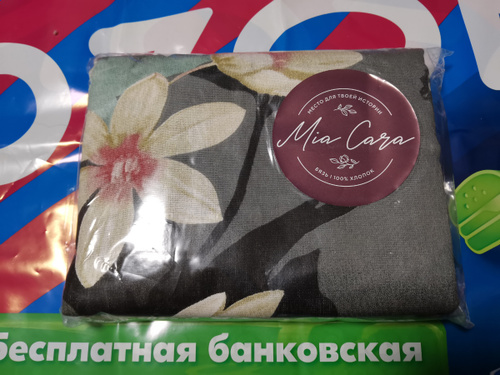 МЕСТО ДЛЯ ТВОЕЙ ИСТОРИИ
Mia Cara
БЯЗЬ | 100% ХЛОПОК
Бесплатная банковская